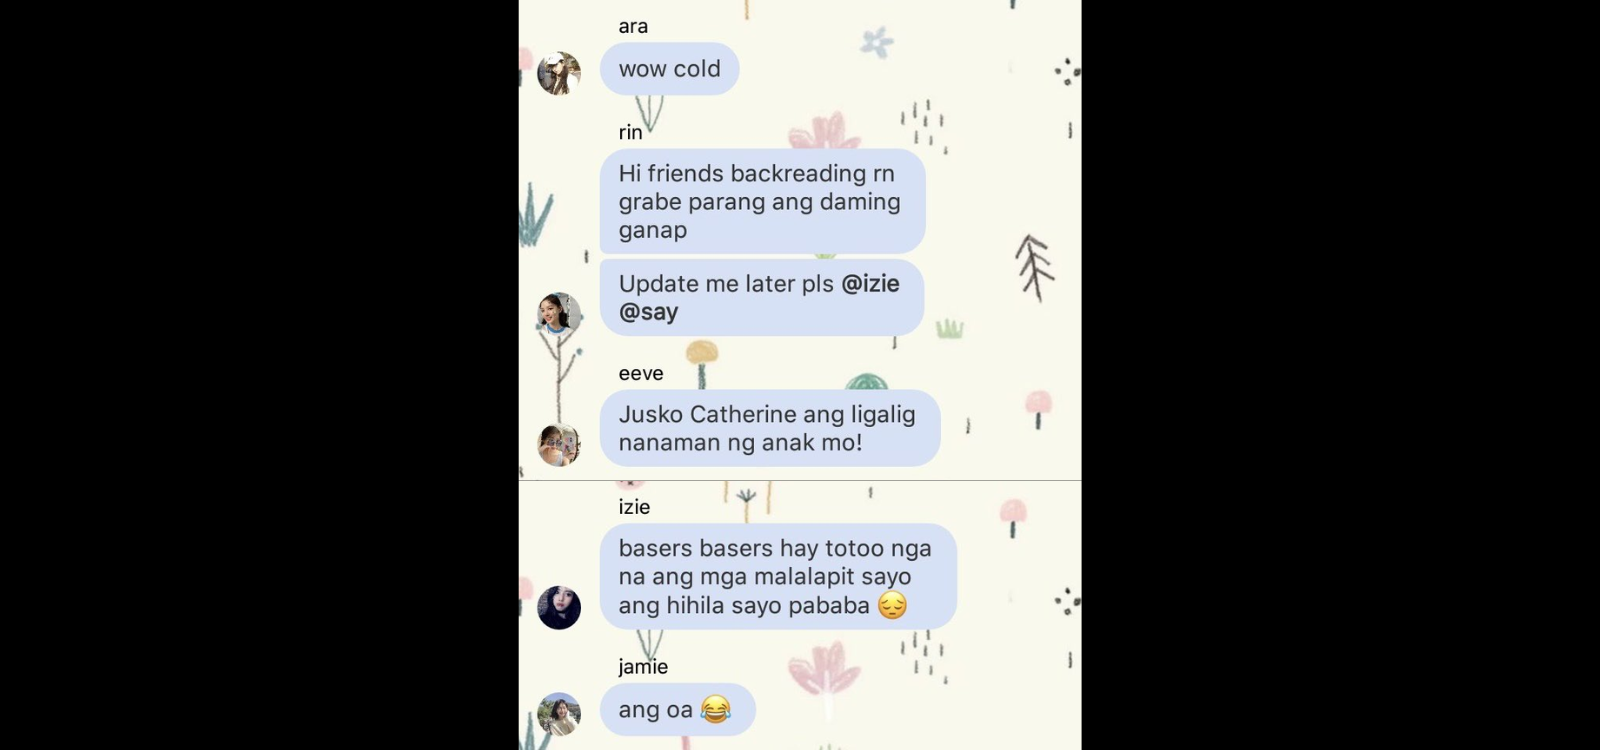 ara
wow cold
rin
Hi friends backreading rn
grabe parang ang daming
ganap
Update me later pls @izie
@say
eeve
Jusko Catherine ang ligalig
nanaman ng anak mo!
izie
basers basers hay totoo nga
na ang mga malalapit sayo
ang hihila sayo pababa 😔
jamie
ang oa 😂